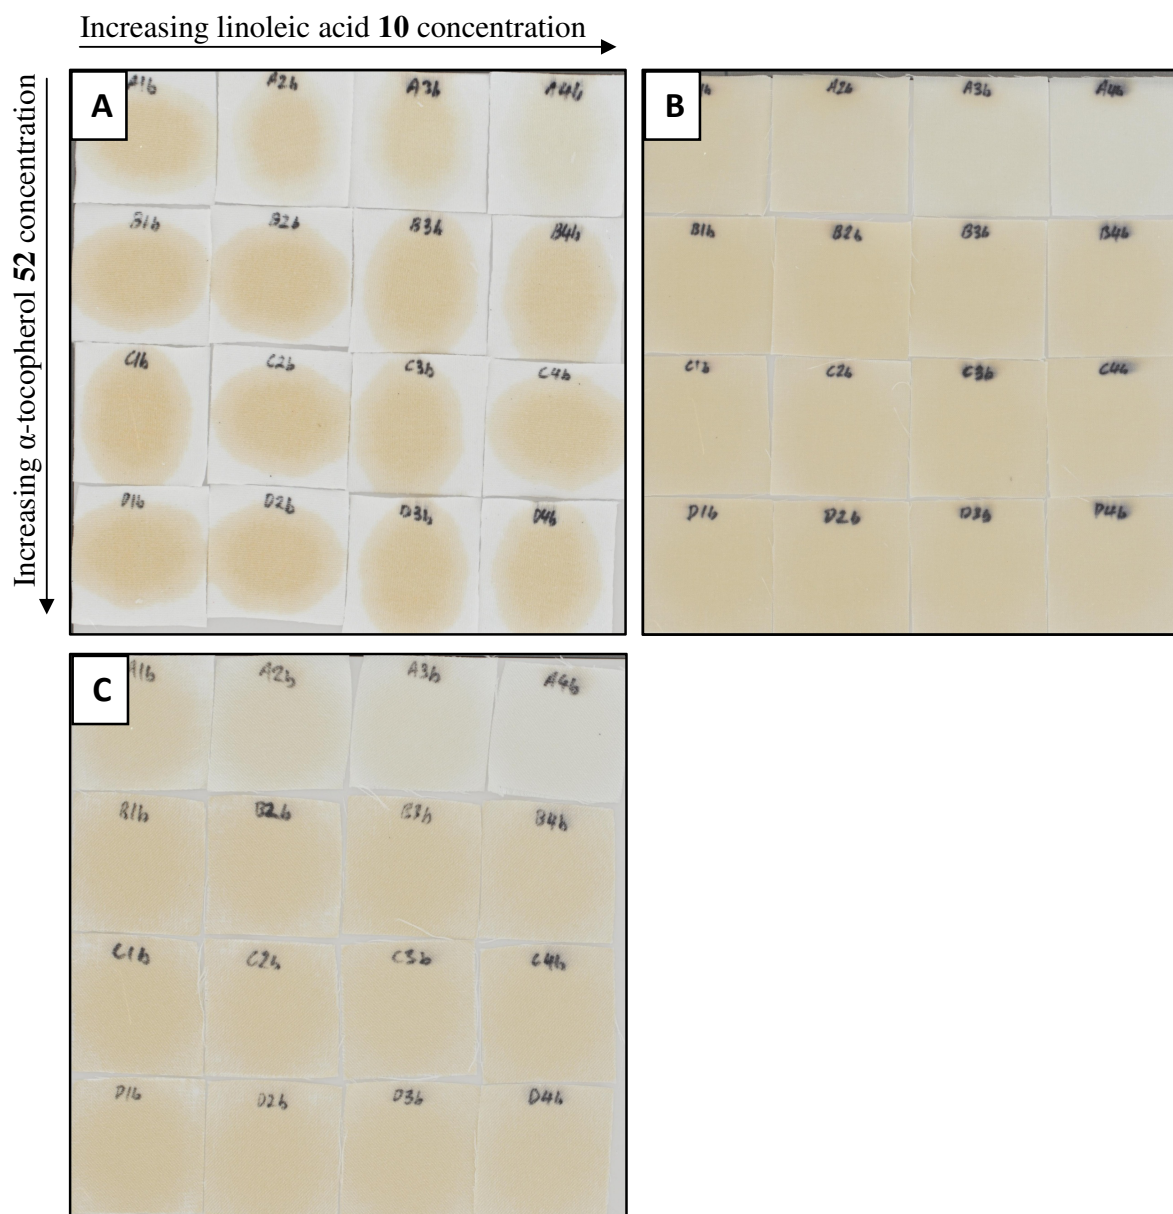 Increasing linoleic acid 10 concentration
Increasing α-tocopherol 52 concentration
A
A1b A2b A3b A4b
B1b B2b B3b B4b
C1b C2b C3b C4b
D1b D2b D3b D4b
B
A2b A3b A4b
B1b B2b B3b B4b
C1b C2b C3b C4b
D1b D2b D3b D4b
C
A1b A2b A3b A4b
B1b B2b B3b B4b
C1b C2b C3b C4b
D1b D2b D3b D4b